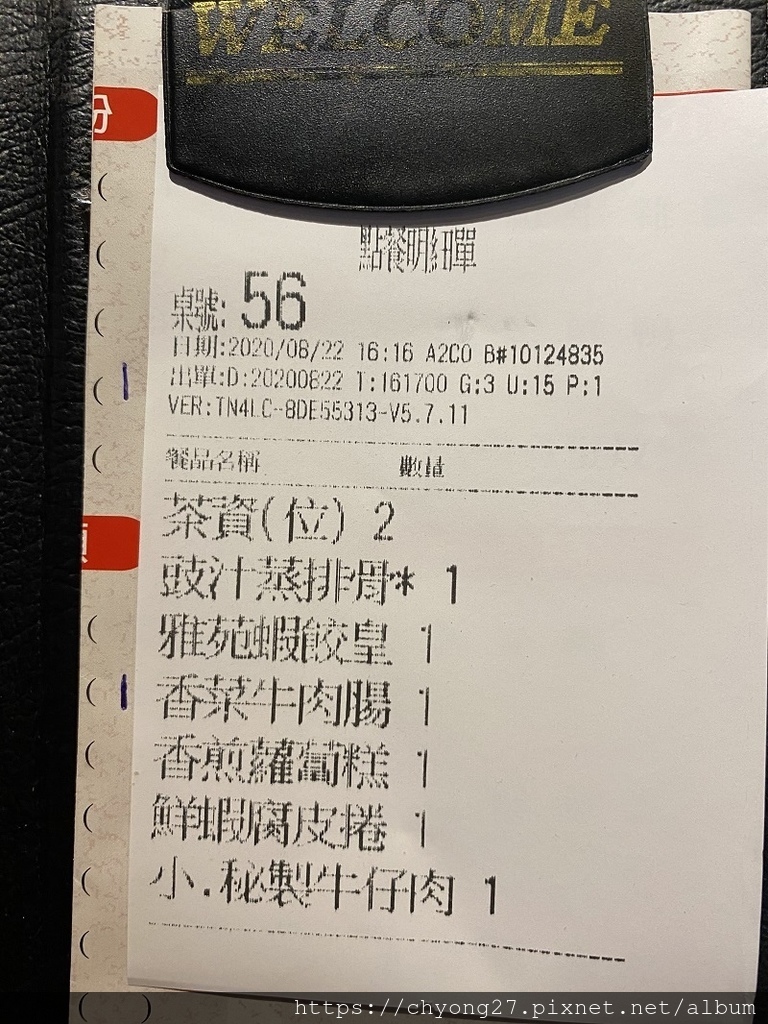 WELCOME
分
點餐明細單
桌號: 56
日期:2020/08/22 16:16 A2C0 B#10124835
出單:D:20200822 T:161700 G:3 U:15 P:1
VER:TN4LC-8DE55313-V5.7.11
餐品名稱 數量
茶資(位) 2
豉汁蒸排骨* 1
雅苑蝦餃皇 1
香菜牛肉腸 1
香煎蘿蔔糕 1
鮮蝦腐皮捲 1
小.秘製牛仔肉 1
https://chyong27.pixnet.net/album